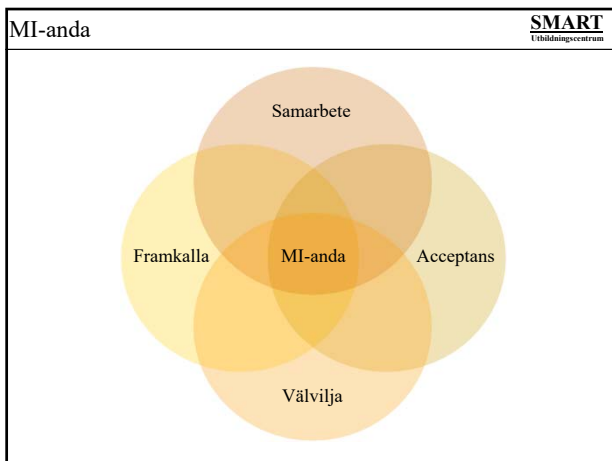 MI-anda
SMART
Utbildningscentrum
Samarbete
Framkalla
MI-anda
Acceptans
Välvilja